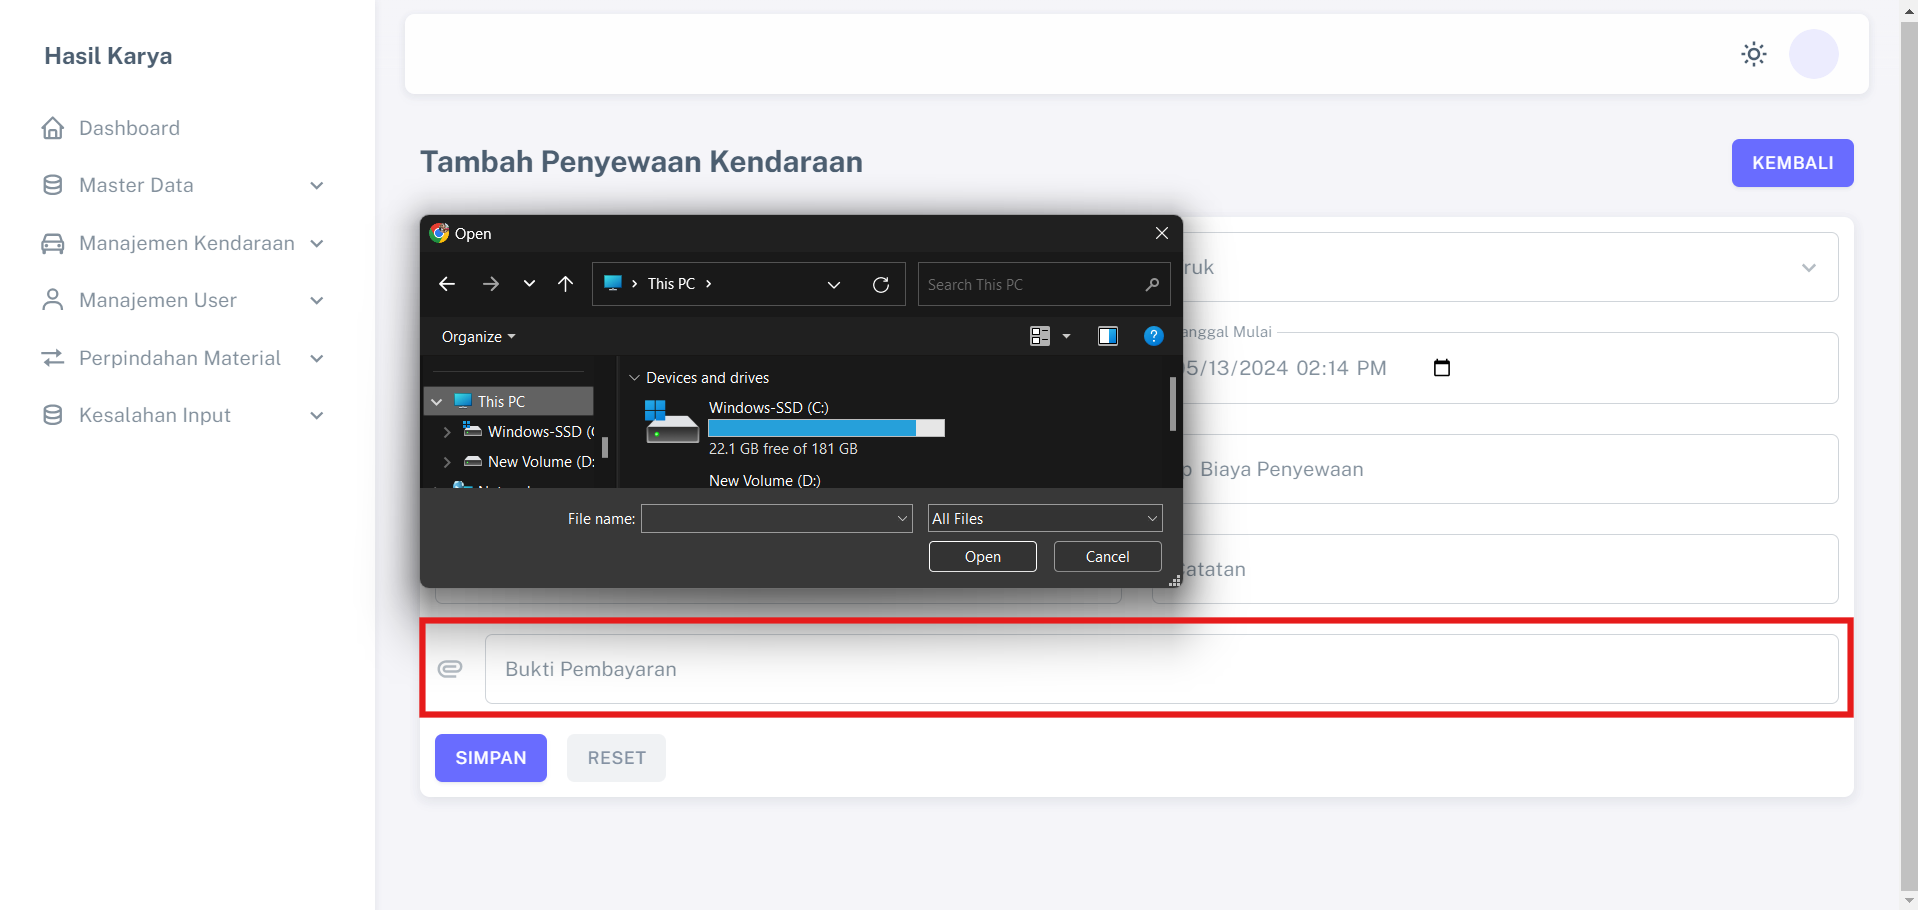 Hasil Karya
Dashboard
Master Data
Manajemen Kendaraan
Manajemen User
Perpindahan Material
Kesalahan Input
Tambah Penyewaan Kendaraan
KEMBALI
Open
This PC
Search This PC
Organize
?
This PC
Windows-SSD (
New Volume (D:
Devices and drives
Windows-SSD (C:)
22.1 GB free of 181 GB
New Volume (D:)
File name:
All Files
Open
Cancel
ruk
anggal Mulai
5/13/2024 02:14 PM
Biaya Penyewaan
atatan
Bukti Pembayaran
SIMPAN
RESET